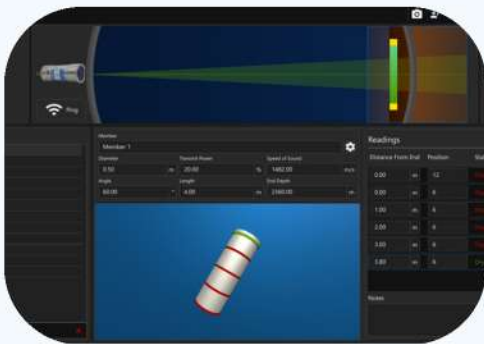 Ping
Member
Member 1
Diameter Transmit Power Speed of Sound
0.50 m 20.00 % 1482.00 m/s
Angle Length End Depth
60.00 ° 4.00 m 2160.00 m
Readings
Distance From End Position
0.00 m 12
0.00 m 6
1.00 m 6
2.00 m 6
3.00 m 6
3.80 m 6
Notes